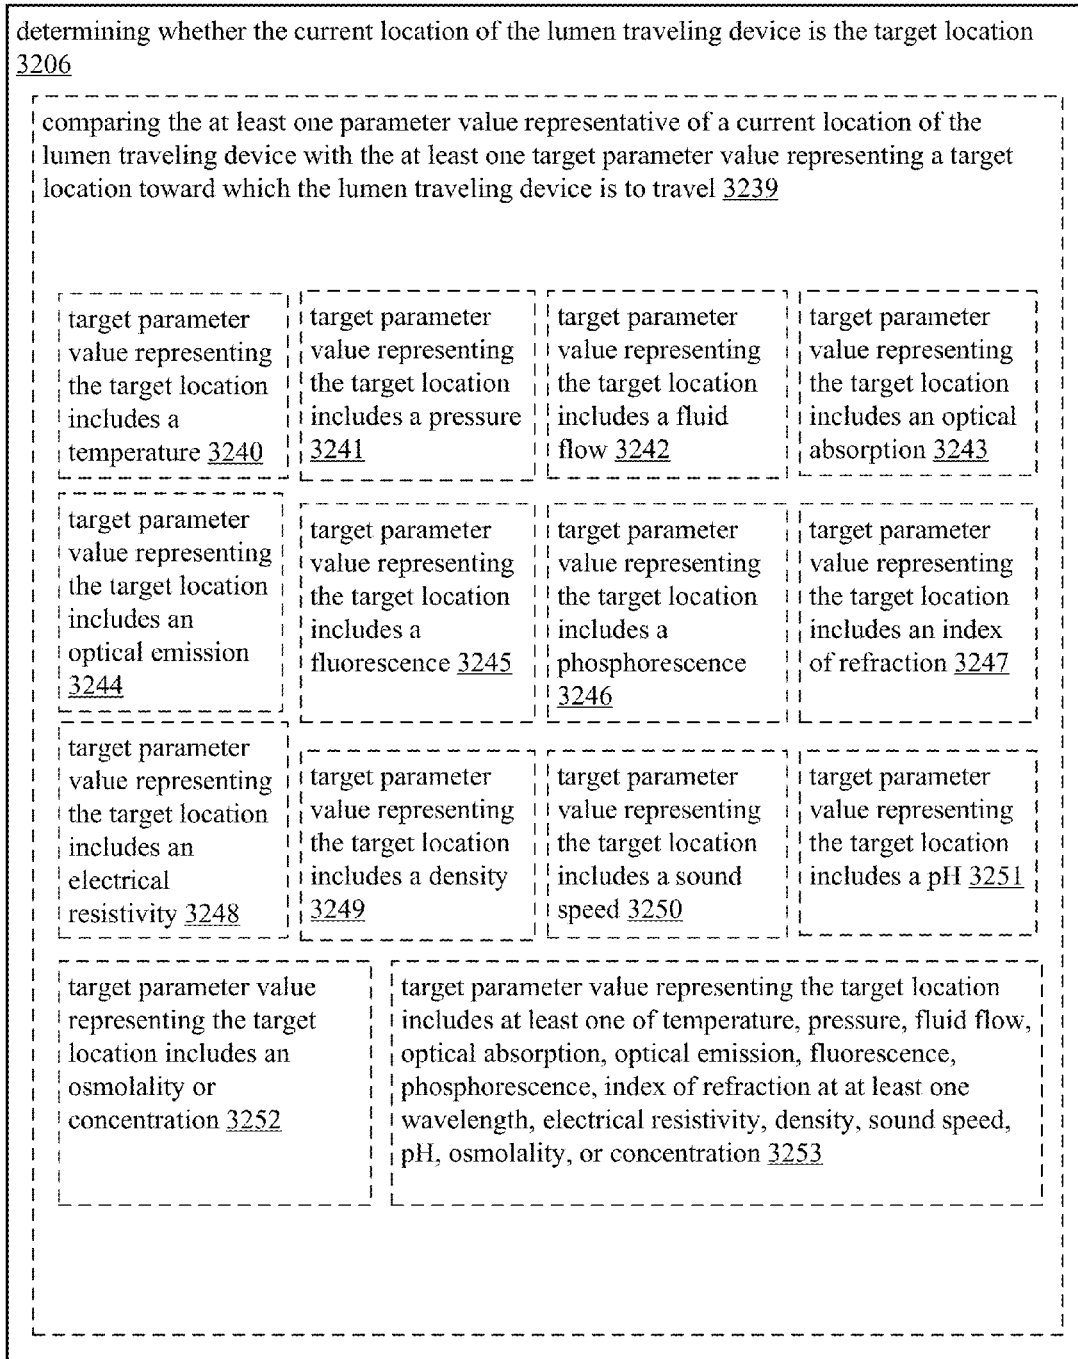 determining whether the current location of the lumen traveling device is the target location
3206
comparing the at least one parameter value representative of a current location of the
lumen traveling device with the at least one target parameter value representing a target
location toward which the lumen traveling device is to travel 3239
target parameter
value representing
the target location
includes a
temperature 3240
target parameter
value representing
the target location
includes a pressure
3241
target parameter
value representing
the target location
includes a fluid
flow 3242
target parameter
value representing
the target location
includes an optical
absorption 3243
target parameter
value representing
the target location
includes an
optical emission
3244
target parameter
value representing
the target location
includes a
fluorescence 3245
target parameter
value representing
the target location
includes a
phosphorescence
3246
target parameter
value representing
the target location
includes an index
of refraction 3247
target parameter
value representing
the target location
includes an
electrical
resistivity 3248
target parameter
value representing
the target location
includes a density
3249
target parameter
value representing
the target location
includes a sound
speed 3250
target parameter
value representing
the target location
includes a pH 3251
target parameter value
representing the target
location includes an
osmolality or
concentration 3252
target parameter value representing the target location
includes at least one of temperature, pressure, fluid flow,
optical absorption, optical emission, fluorescence,
phosphorescence, index of refraction at at least one
wavelength, electrical resistivity, density, sound speed,
pH, osmolality, or concentration 3253